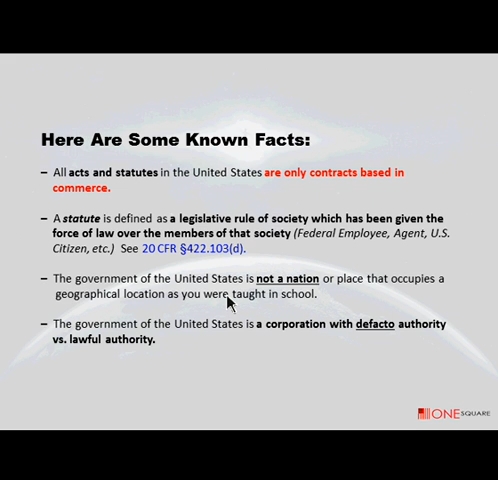 Here Are Some Known Facts:
– All acts and statutes in the United States are only contracts based in
commerce.
– A statute is defined as a legislative rule of society which has been given the
force of law over the members of that society (Federal Employee, Agent, U.S.
Citizen, etc.) See 20 CFR §422.103(d).
– The government of the United States is not a nation or place that occupies a
geographical location as you were taught in school.
– The government of the United States is a corporation with defacto authority
vs. lawful authority.
ONE SQUARE